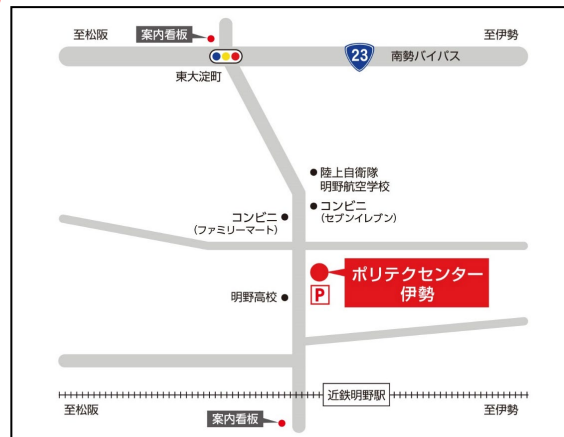 至松阪
案内看板
至伊勢
23
南勢バイパス
東大淀町
陸上自衛隊
明野航空学校
コンビニ
(セブンイレブン)
コンビニ
(ファミリーマート)
ポリテクセンター
伊勢
P
明野高校
近鉄明野駅
至松阪
至伊勢
案内看板